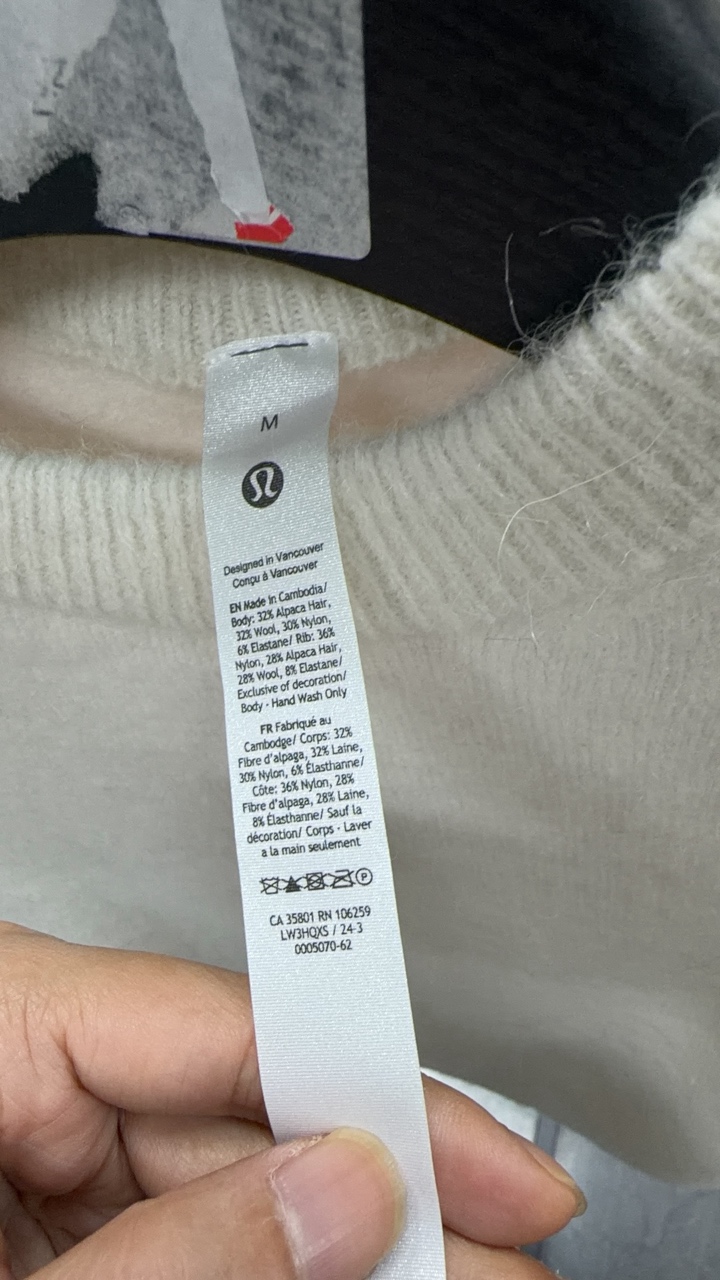 M
Designed in Vancouver
Conçu à Vancouver
EN Made in Cambodia/
Body: 32% Alpaca Hair,
32% Wool, 30% Nylon,
6% Elastane/ Rib: 36%
Nylon, 28% Alpaca Hair,
28% Wool, 8% Elastane/
Exclusive of decoration/
Body - Hand Wash Only
FR Fabriqué au
Cambodge/ Corps: 32%
Fibre d'alpaga, 32% Laine,
30% Nylon, 6% Élasthanne/
Côte: 36% Nylon, 28%
Fibre d'alpaga, 28% Laine,
8% Élasthanne/ Sauf la
décoration/ Corps - Laver
a la main seulement
P
CA 35801 RN 106259
LW3HQXS / 24-3
0005070-62